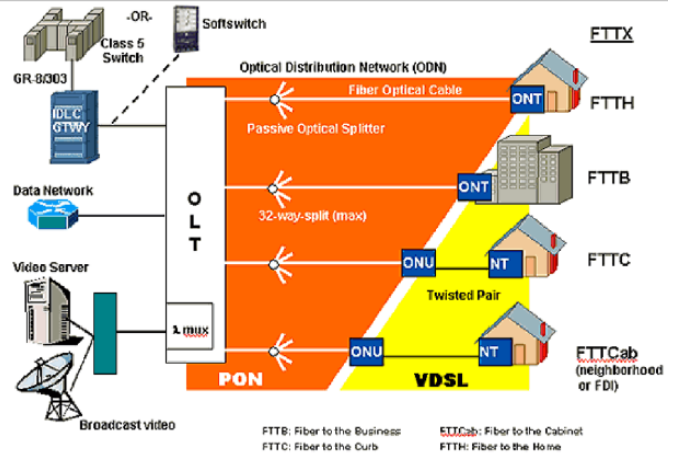 -OR-
Softswitch
FTTX
Class 5
Switch
GR-8/303
Optical Distribution Network (ODN)
Fiber Optical Cable
ONT
FTTH
IDLC
GTWY
Passive Optical Splitter
ONT
FTTB
Data Network
O
L
T
32-way-split (max)
ONU
NT
FTTC
Video Server
Twisted Pair
λ mux
ONU
NT
FTTCab
(neighborhood
or FDI)
PON
VDSL
Broadcast video
FTTB: Fiber to the Business
FTTCab: Fiber to the Cabinet
FTTC: Fiber to the Curb
FTTH: Fiber to the Home